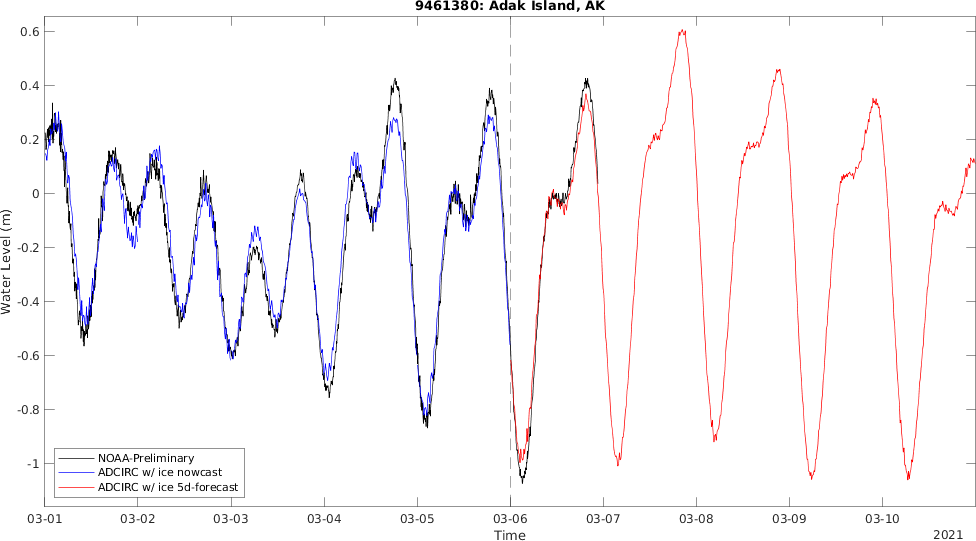 9461380: Adak Island, AK
Water Level (m)
0.6
0.4
0.2
0
-0.2
-0.4
-0.6
-0.8
-1
NOAA-Preliminary
ADCIRC w/ ice nowcast
ADCIRC w/ ice 5d-forecast
03-01 03-02 03-03 03-04 03-05 03-06 03-07 03-08 03-09 03-10
Time
2021